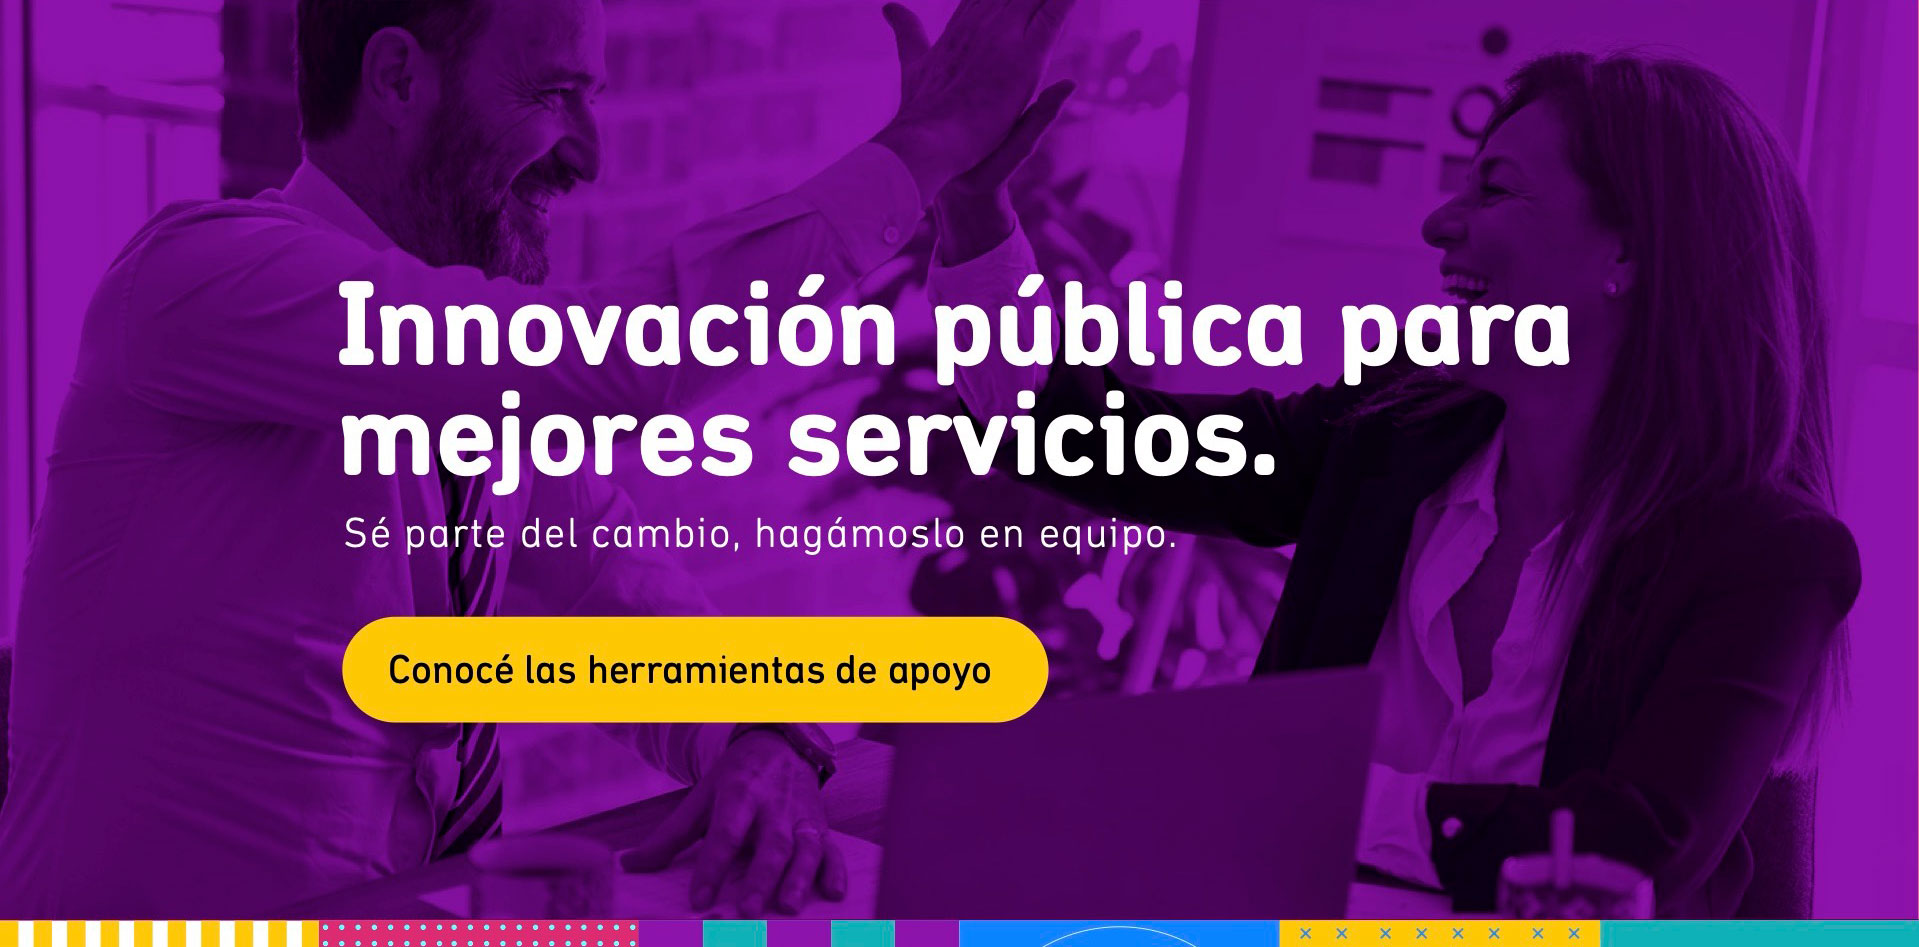 Innovación pública para
mejores servicios.
Sé parte del cambio, hagámoslo en equipo.
Conocé las herramientas de apoyo